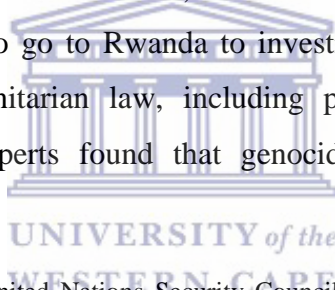 o go to Rwanda to invest
nitarian law, including p
perts found that genocid
UNIVERSITY of the
nited Nations Security Council
WESTERN CAPE